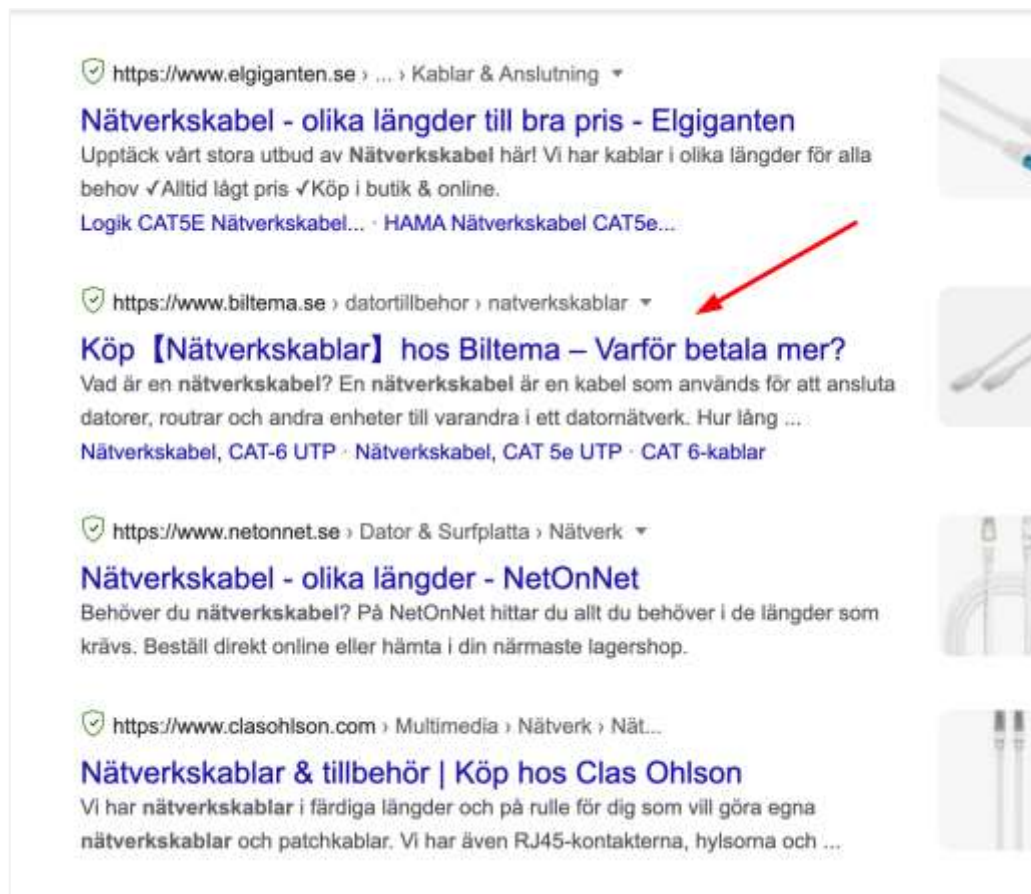 https://www.elgiganten.se › ... › Kablar & Anslutning
Nätverkskabel - olika längder till bra pris - Elgiganten
Upptäck vårt stora utbud av Nätverkskabel här! Vi har kablar i olika längder för alla
behov ✓Alltid lågt pris ✓Köp i butik & online.
Logik CAT5E Nätverkskabel... · HAMA Nätverkskabel CAT5e...
https://www.biltema.se › datortillbehor › natverkskablar
Köp【Nätverkskablar】hos Biltema – Varför betala mer?
Vad är en nätverkskabel? En nätverkskabel är en kabel som används för att ansluta
datorer, routrar och andra enheter till varandra i ett datornätverk. Hur lång ...
Nätverkskabel, CAT-6 UTP · Nätverkskabel, CAT 5e UTP · CAT 6-kablar
https://www.netonnet.se › Dator & Surfplatta › Nätverk
Nätverkskabel - olika längder - NetOnNet
Behöver du nätverkskabel? På NetOnNet hittar du allt du behöver i de längder som
krävs. Beställ direkt online eller hämta i din närmaste lagershop.
https://www.clasohlson.com › Multimedia › Nätverk › Nät...
Nätverkskablar & tillbehör | Köp hos Clas Ohlson
Vi har nätverkskablar i färdiga längder och på rulle för dig som vill göra egna
nätverkskablar och patchkablar. Vi har även RJ45-kontakterna, hylsorna och ...